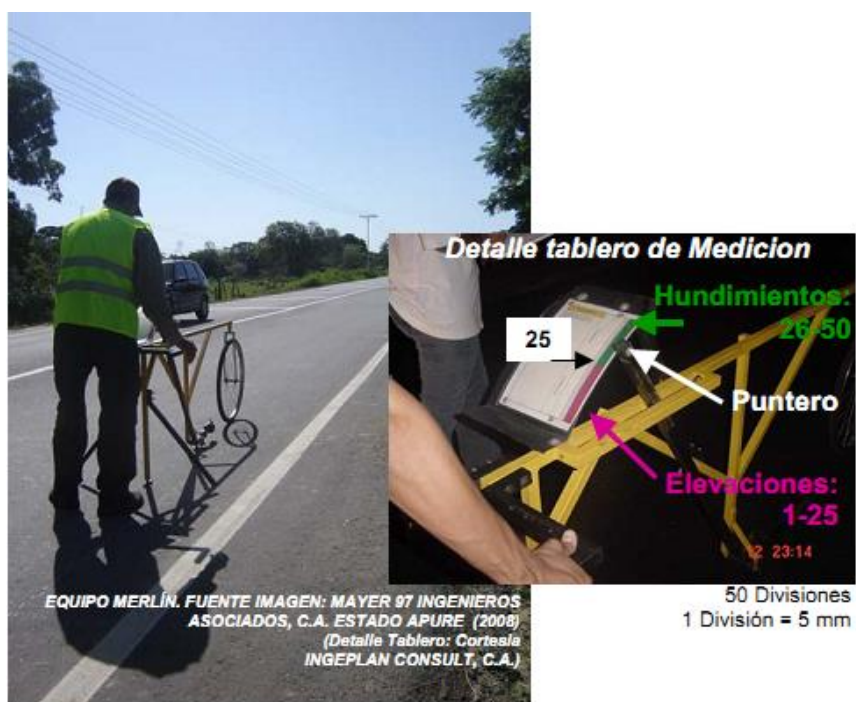 Detalle tablero de Medicion
Hundimientos:
26-50
25
Puntero
Elevaciones:
1-25
12 23:14
EQUIPO MERLÍN. FUENTE IMAGEN: MAYER 97 INGENIEROS
ASOCIADOS, C.A. ESTADO APURE (2008)
(Detalle Tablero: Cortesía
INGEPLAN CONSULT, C.A.)
50 Divisiones
1 División = 5 mm